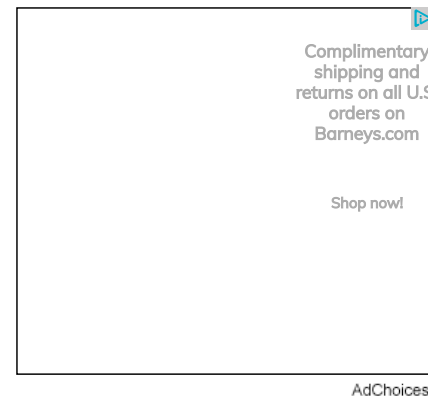 Complimentary
shipping and
returns on all U.S
orders on
Barneys.com
Shop now!
AdChoices